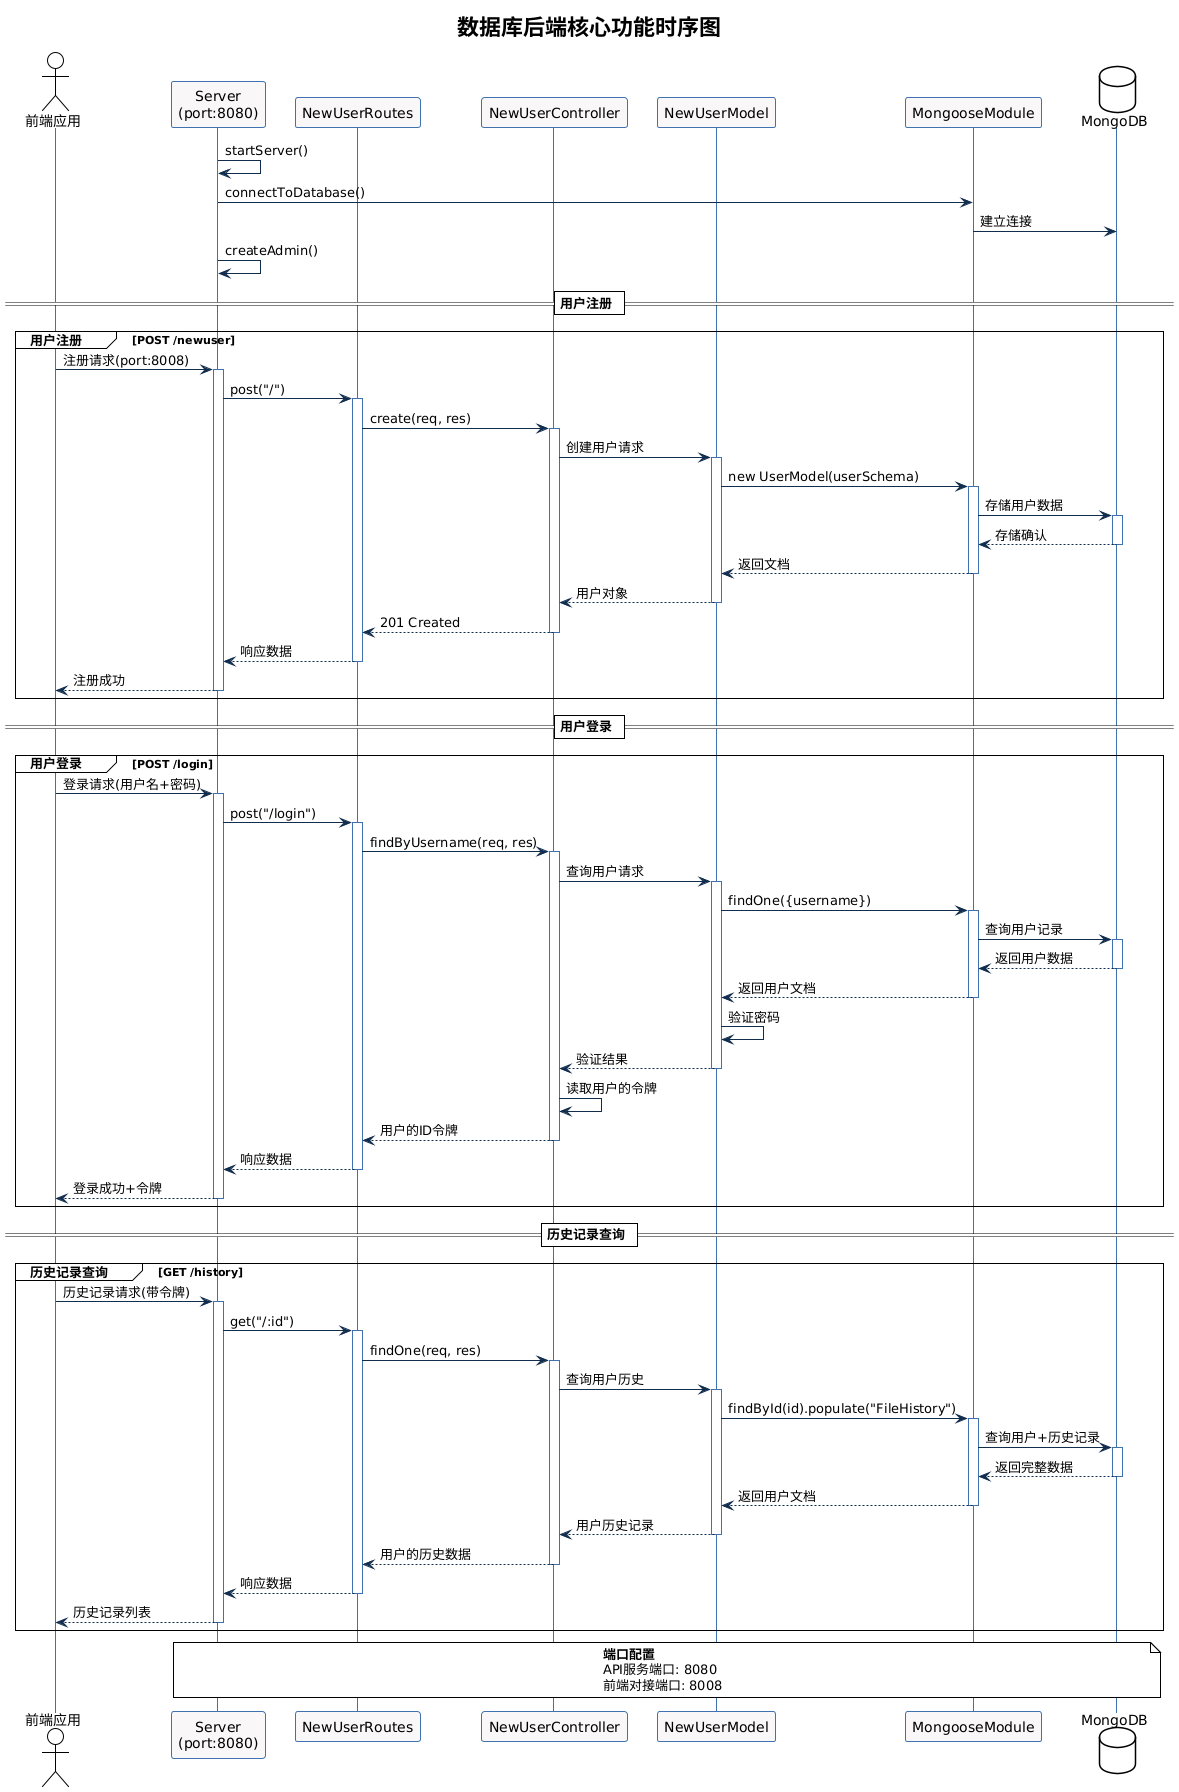 数据库后端核心功能时序图
前端应用
Server
(port:8080)
NewUserRoutes
NewUserController
NewUserModel
MongooseModule
MongoDB
startServer()
connectToDatabase()
建立连接
createAdmin()
用户注册
用户注册
[POST /newuser]
注册请求(port:8008)
post("/")
create(req, res)
创建用户请求
new UserModel(userSchema)
存储用户数据
存储确认
返回文档
用户对象
201 Created
响应数据
注册成功
用户登录
用户登录
[POST /login]
登录请求(用户名+密码)
post("/login")
findByUsername(req, res)
查询用户请求
findOne({username})
查询用户记录
返回用户数据
返回用户文档
验证密码
验证结果
读取用户的令牌
用户的ID令牌
响应数据
登录成功+令牌
历史记录查询
历史记录查询
[GET /history]
历史记录请求(带令牌)
get("/:id")
findOne(req, res)
查询用户历史
findById(id).populate("FileHistory")
查询用户+历史记录
返回完整数据
返回用户文档
用户历史记录
用户的历史数据
响应数据
历史记录列表
端口配置
API服务端口: 8080
前端对接端口: 8008
前端应用
Server
(port:8080)
NewUserRoutes
NewUserController
NewUserModel
MongooseModule
MongoDB